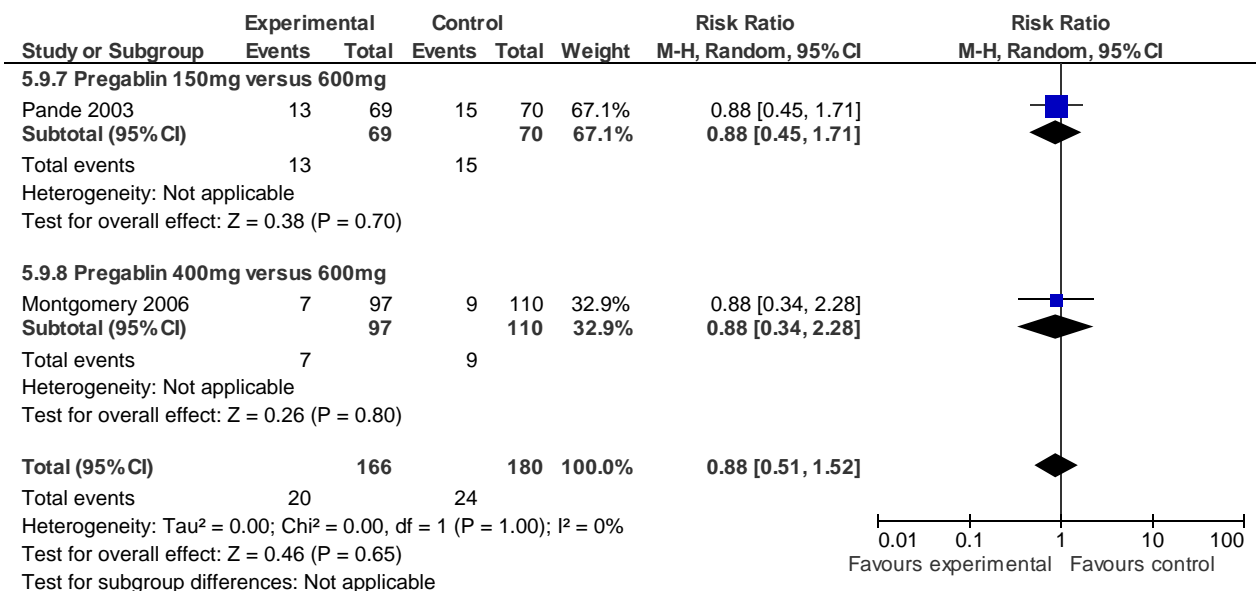 Experimental Control Risk Ratio Risk Ratio
Study or Subgroup Events Total Events Total Weight M-H, Random, 95% CI M-H, Random, 95% CI
5.9.7 Pregablin 150mg versus 600mg
Pande 2003 13 69 15 70 67.1% 0.88 [0.45, 1.71]
Subtotal (95% CI) 69 70 67.1% 0.88 [0.45, 1.71]
Total events 13 15
Heterogeneity: Not applicable
Test for overall effect: Z = 0.38 (P = 0.70)
5.9.8 Pregablin 400mg versus 600mg
Montgomery 2006 7 97 9 110 32.9% 0.88 [0.34, 2.28]
Subtotal (95% CI) 97 110 32.9% 0.88 [0.34, 2.28]
Total events 7 9
Heterogeneity: Not applicable
Test for overall effect: Z = 0.26 (P = 0.80)
Total (95% CI) 166 180 100.0% 0.88 [0.51, 1.52]
Total events 20 24
Heterogeneity: Tau² = 0.00; Chi² = 0.00, df = 1 (P = 1.00); I² = 0%
Test for overall effect: Z = 0.46 (P = 0.65)
Test for subgroup differences: Not applicable
0.01 0.1 1 10 100
Favours experimental Favours control